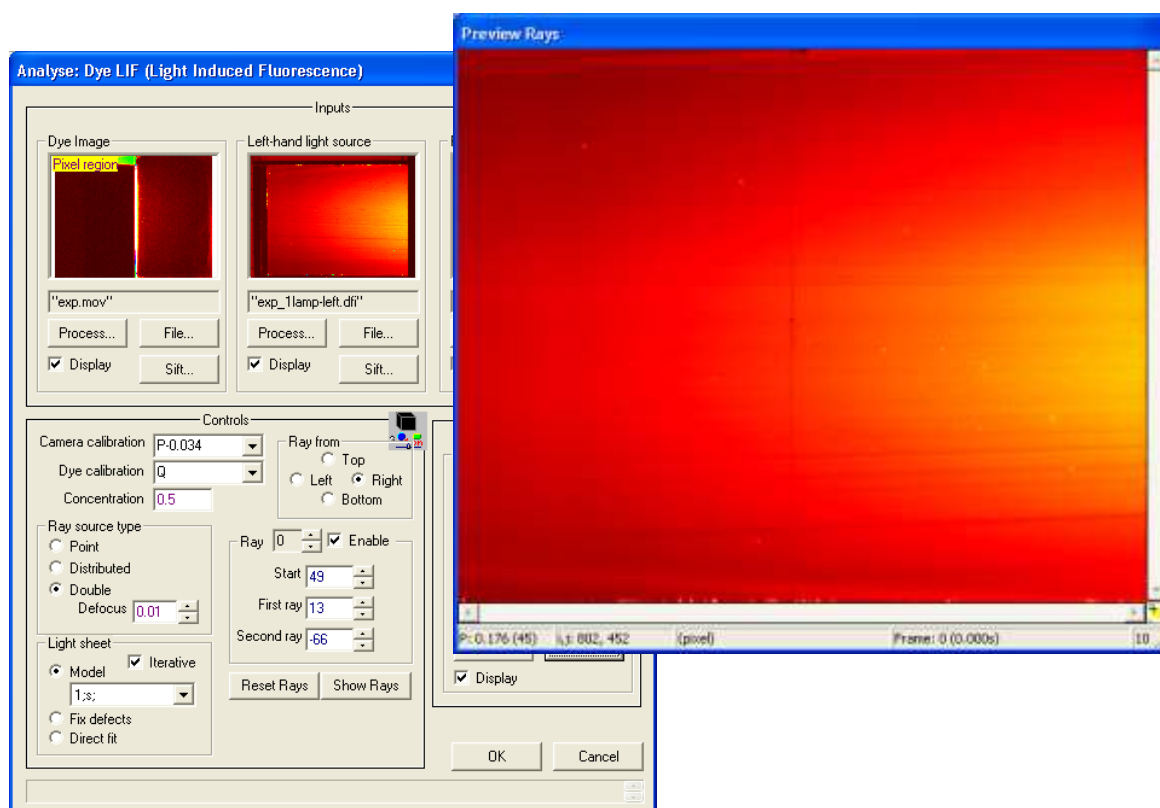 Preview Rays
Analyse: Dye LIF (Light Induced Fluorescence)
Inputs
Dye Image
Left-hand light source
Pixel region
"exp.mov"
"exp_1lamp-left.dfi"
Process...
File...
Process...
File...
Display
Sift...
Display
Sift...
Controls
Camera calibration P-0.034
Ray from
Top
Dye calibration Q
Left
Right
Concentration 0.5
Bottom
Ray source type
Point
Ray 0
Enable
Distributed
Start 49
Double
Defocus 0.01
First ray 13
Second ray -66
Light sheet
Model
Iterative
1;s;
Reset Rays
Show Rays
Fix defects
Direct fit
P: 0.176 (45)
i,j: 802, 452
(pixel)
Frame: 0 (0.000s)
10
Display
OK
Cancel